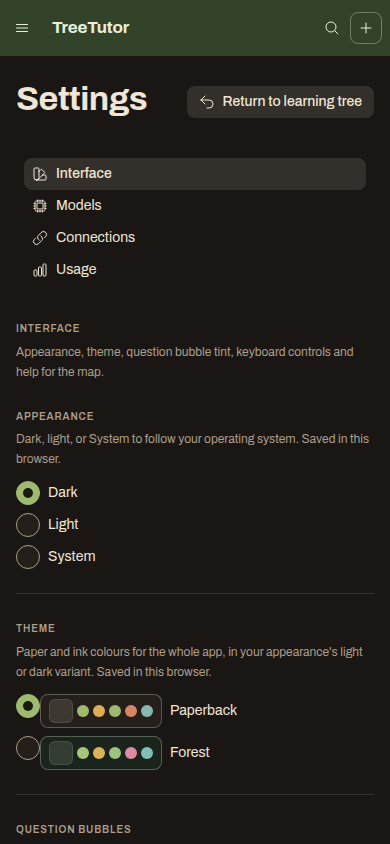 TreeTutor
Settings
Return to learning tree
Interface
Models
Connections
Usage
INTERFACE
Appearance, theme, question bubble tint, keyboard controls and
help for the map.
APPEARANCE
Dark, light, or System to follow your operating system. Saved in this
browser.
Dark
Light
System
THEME
Paper and ink colours for the whole app, in your appearance's light
or dark variant. Saved in this browser.
Paperback
Forest
QUESTION BUBBLES